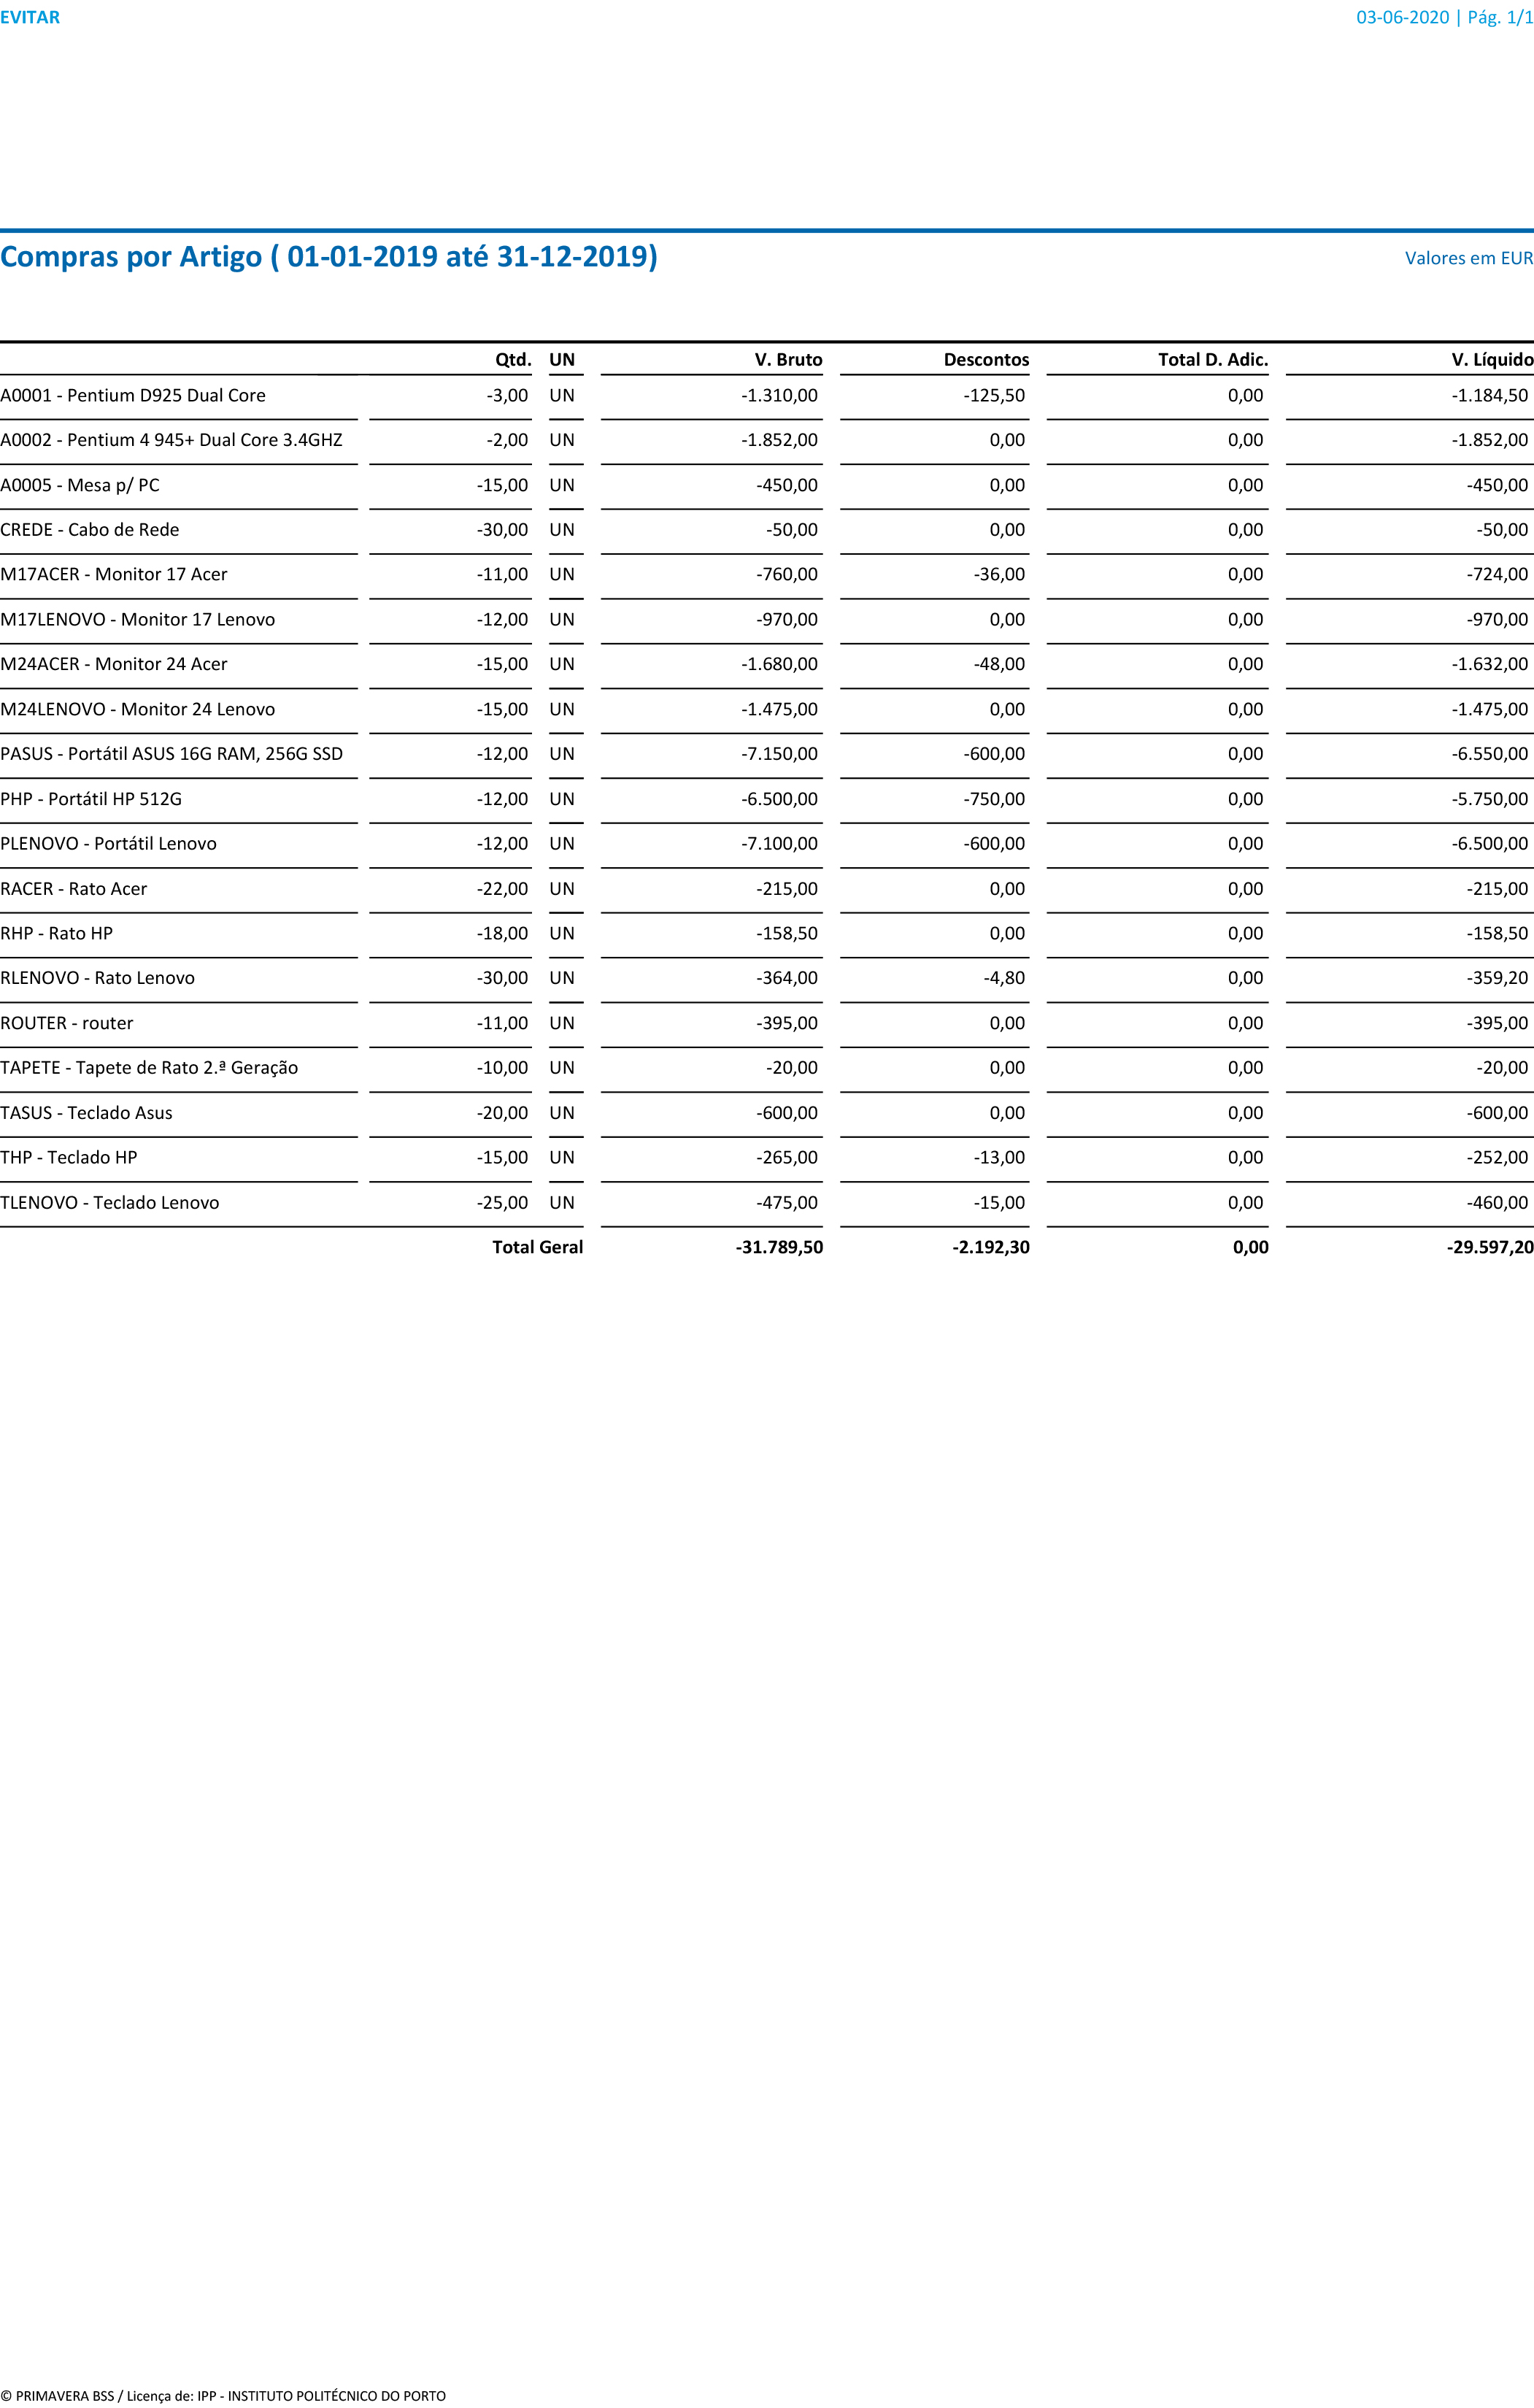 EVITAR 03-06-2020 | Pág. 1/1
Compras por Artigo ( 01-01-2019 até 31-12-2019) Valores em EUR
Qtd. UN V. Bruto Descontos Total D. Adic. V. Líquido
A0001 - Pentium D925 Dual Core -3,00 UN -1.310,00 -125,50 0,00 -1.184,50
A0002 - Pentium 4 945+ Dual Core 3.4GHZ -2,00 UN -1.852,00 0,00 0,00 -1.852,00
A0005 - Mesa p/ PC -15,00 UN -450,00 0,00 0,00 -450,00
CREDE - Cabo de Rede -30,00 UN -50,00 0,00 0,00 -50,00
M17ACER - Monitor 17 Acer -11,00 UN -760,00 -36,00 0,00 -724,00
M17LENOVO - Monitor 17 Lenovo -12,00 UN -970,00 0,00 0,00 -970,00
M24ACER - Monitor 24 Acer -15,00 UN -1.680,00 -48,00 0,00 -1.632,00
M24LENOVO - Monitor 24 Lenovo -15,00 UN -1.475,00 0,00 0,00 -1.475,00
PASUS - Portátil ASUS 16G RAM, 256G SSD -12,00 UN -7.150,00 -600,00 0,00 -6.550,00
PHP - Portátil HP 512G -12,00 UN -6.500,00 -750,00 0,00 -5.750,00
PLENOVO - Portátil Lenovo -12,00 UN -7.100,00 -600,00 0,00 -6.500,00
RACER - Rato Acer -22,00 UN -215,00 0,00 0,00 -215,00
RHP - Rato HP -18,00 UN -158,50 0,00 0,00 -158,50
RLENOVO - Rato Lenovo -30,00 UN -364,00 -4,80 0,00 -359,20
ROUTER - router -11,00 UN -395,00 0,00 0,00 -395,00
TAPETE - Tapete de Rato 2.ª Geração -10,00 UN -20,00 0,00 0,00 -20,00
TASUS - Teclado Asus -20,00 UN -600,00 0,00 0,00 -600,00
THP - Teclado HP -15,00 UN -265,00 -13,00 0,00 -252,00
TLENOVO - Teclado Lenovo -25,00 UN -475,00 -15,00 0,00 -460,00
Total Geral -31.789,50 -2.192,30 0,00 -29.597,20
© PRIMAVERA BSS / Licença de: IPP - INSTITUTO POLITÉCNICO DO PORTO